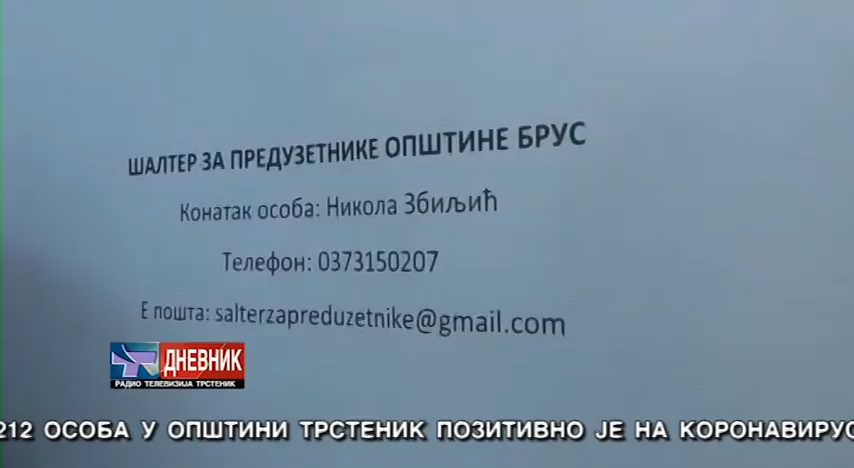 ШАЛТЕР ЗА ПРЕДУЗЕТНИКЕ ОПШТИНЕ БРУС
Конатак особа: Никола Збиљић
Телефон: 0373150207
Е пошта: salterzapreduzetnike@gmail.com
ДНЕВНИК
РАДИО ТЕЛЕВИЗИЈА ТРСТЕНИК
212 ОСОБА У ОПШТИНИ ТРСТЕНИК ПОЗИТИВНО ЈЕ НА КОРОНАВИРУС